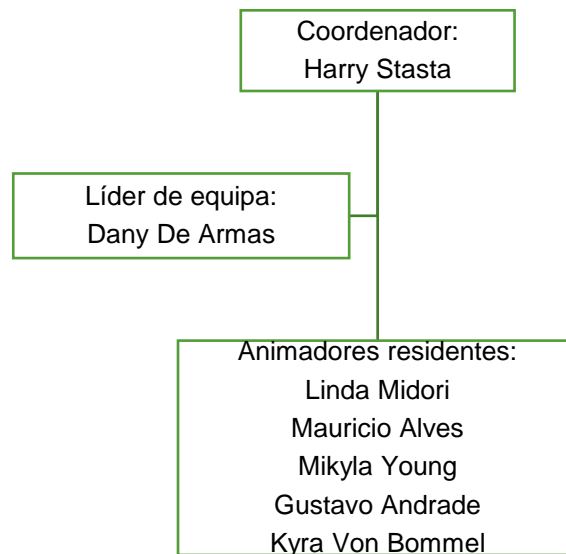 Coordenador:
Harry Stasta
Líder de equipa:
Dany De Armas
Animadores residentes:
Linda Midori
Mauricio Alves
Mikyla Young
Gustavo Andrade
Kyra Von Bommel